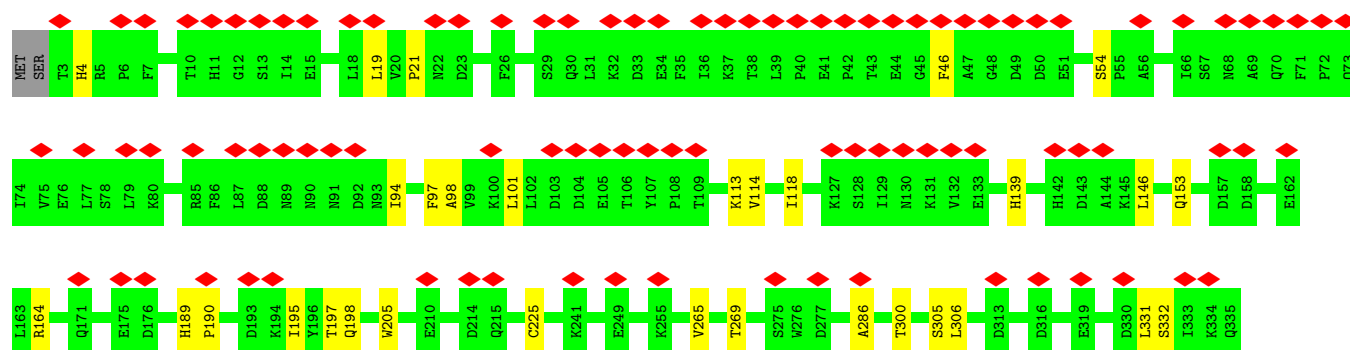 MET SER T3 H4 R5 P6 F7 T10 H11 G12 S13 I14 E15 L18 L19 V20 P21 N22 D23 F26 S29 Q30 L31 K32 D33 E34 F35 I36 K37 T38 L39 P40 E41 P42 T43 E44 G45 F46 A47 G48 D49 D50 E51 S54 P55 A56 I66 S67 N68 A69 Q70 F71 P72 Q73
I74 V75 E76 L77 S78 L79 K80 R85 F86 L87 D88 N89 N90 N91 D92 N93 I94 F97 A98 V99 K100 L101 L102 D103 D104 E105 T106 Y107 P108 T109 K113 V114 I118 K127 S128 I129 N130 K131 V132 E133 H139 H142 D143 A144 K145 L146 Q153 D157 D158 E162
L163 R164 Q171 E175 D176 H189 P190 D193 K194 I195 Y196 T197 Q198 W205 E210 D214 Q215 C225 K241 E249 K255 V265 T269 S275 W276 D277 A286 T300 S305 L306 D313 D316 E319 D330 L331 S332 I333 K334 Q335